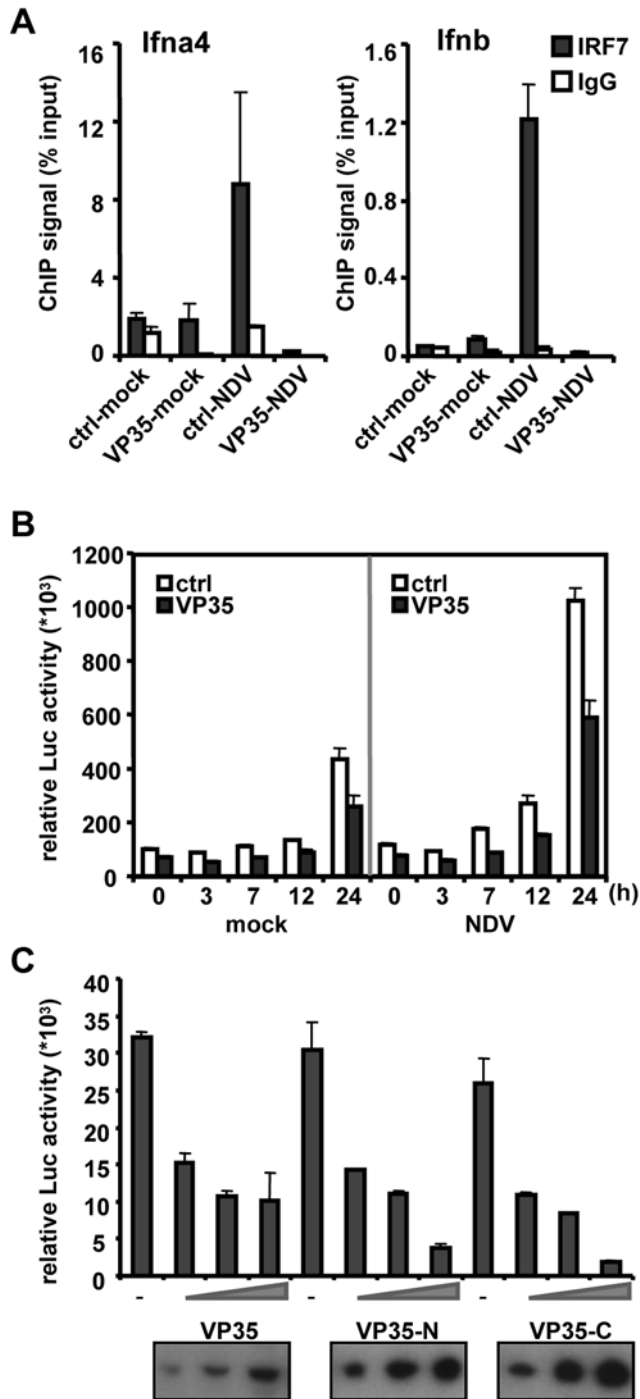 A
Ifna4
Ifnb
IRF7
IgG
ChIP signal (% input)
16
12
8
4
0
ctrl-mock
VP35-mock
ctrl-NDV
VP35-NDV
ChIP signal (% input)
1.6
1.2
0.8
0.4
0
ctrl-mock
VP35-mock
ctrl-NDV
VP35-NDV
B
relative Luc activity (*10³)
1200
1000
800
600
400
200
0
ctrl
VP35
ctrl
VP35
0 3 7 12 24 0 3 7 12 24 (h)
mock NDV
C
relative Luc activity (*10³)
40
35
30
25
20
15
10
5
0
- - -
VP35 VP35-N VP35-C